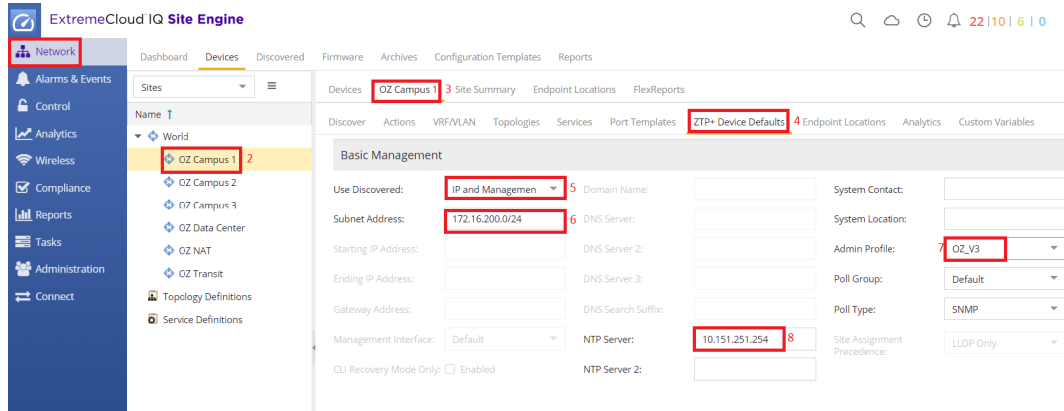 ExtremeCloud IQ Site Engine
22 | 10 | 6 | 0
Network
Alarms & Events
Control
Analytics
Wireless
Compliance
Reports
Tasks
Administration
Connect
Dashboard Devices Discovered Firmware Archives Configuration Templates Reports
Sites
Name
World
OZ Campus 1 2
OZ Campus 2
OZ Campus 3
OZ Data Center
OZ NAT
OZ Transit
Topology Definitions
Service Definitions
Devices OZ Campus 1 3 Site Summary Endpoint Locations FlexReports
Discover Actions VRF/VLAN Topologies Services Port Templates ZTP+ Device Defaults 4 Endpoint Locations Analytics Custom Variables
Basic Management
Use Discovered: IP and Managemen 5 Domain Name: System Contact:
Subnet Address: 172.16.200.0/24 6 DNS Server: System Location:
Starting IP Address: DNS Server 2: Admin Profile: 7 OZ_V3
Ending IP Address: DNS Server 3: Poll Group: Default
Gateway Address: DNS Search Suffix: Poll Type: SNMP
Management Interface: Default NTP Server: 10.151.251.254 8 Site Assignment Precedence: LLDP Only
CLI Recovery Mode Only: Enabled NTP Server 2: